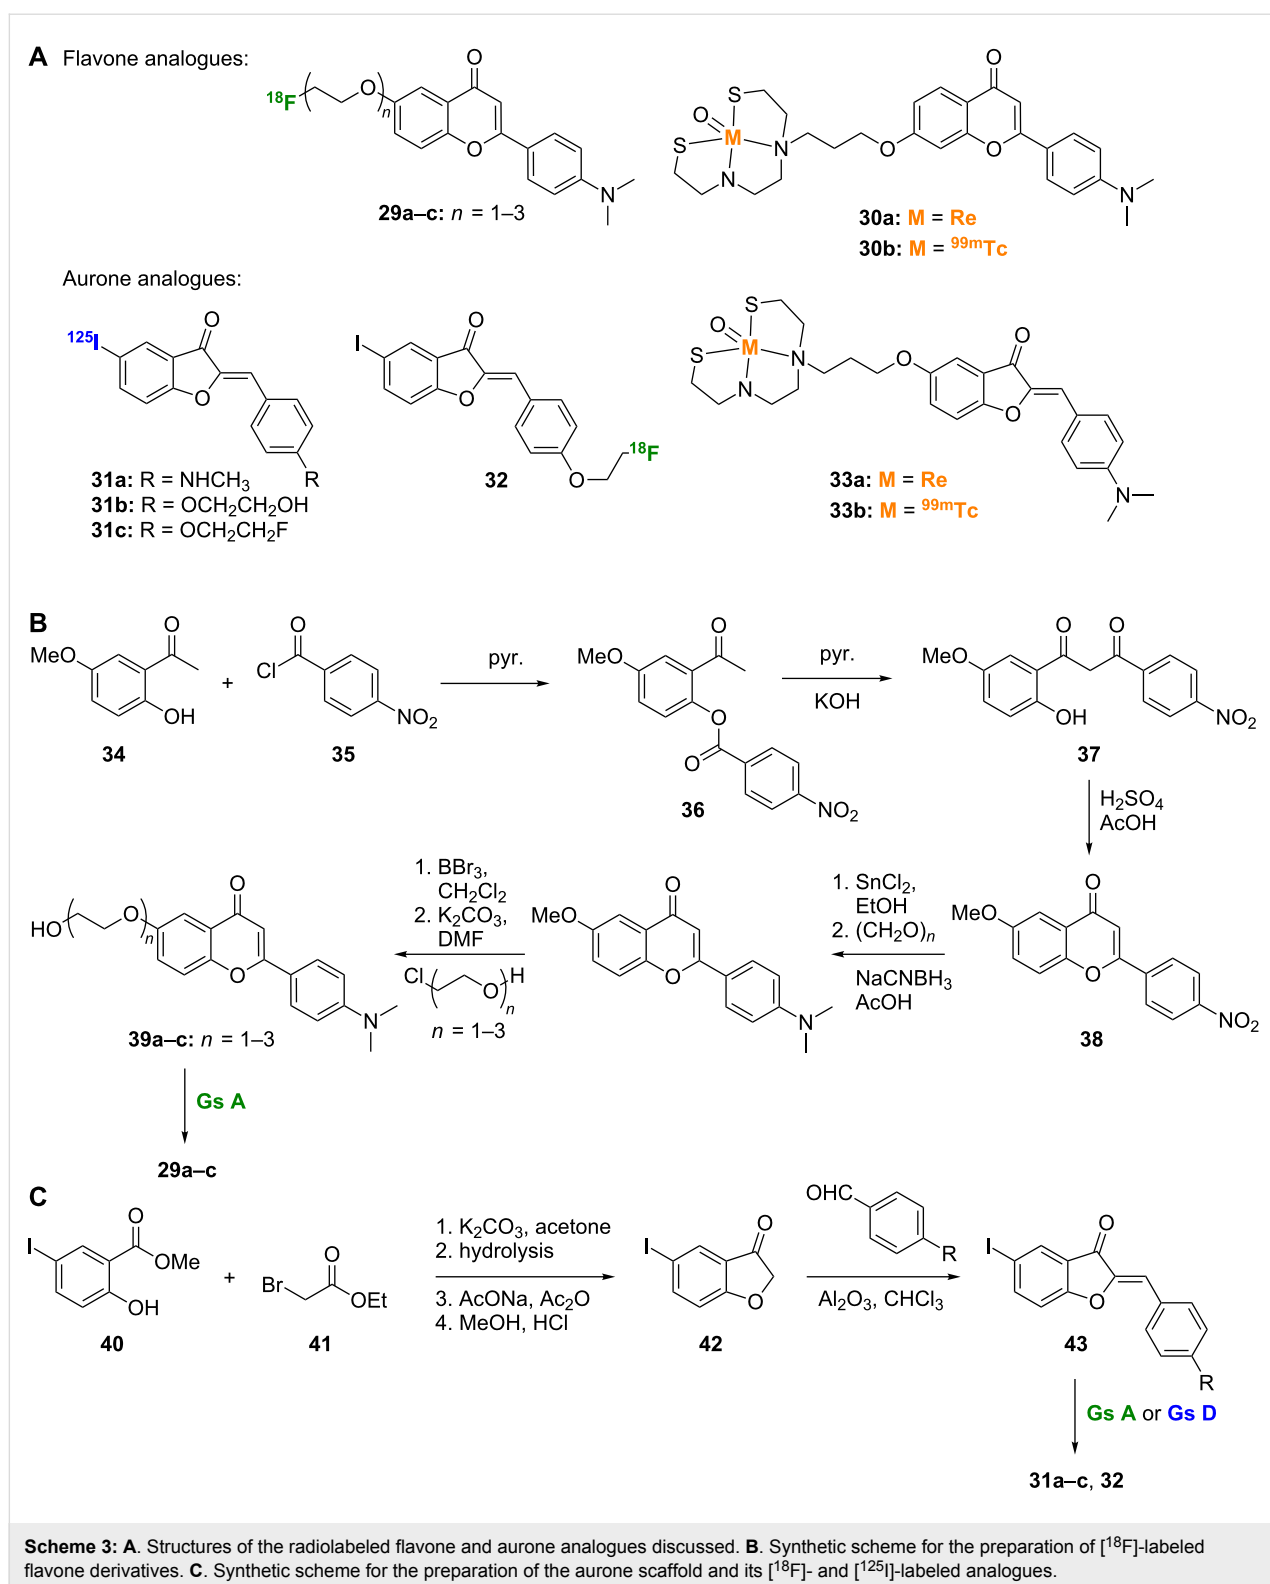 A Flavone analogues:
18F ( O ) n O O N
29a–c: n = 1–3
S O M S N N O O O N
30a: M = Re
30b: M = 99mTc
Aurone analogues:
125I O O R
31a: R = NHCH3
31b: R = OCH2CH2OH
31c: R = OCH2CH2F
I O O O 18F
32
S O M S N N O O O N
33a: M = Re
33b: M = 99mTc
B
MeO O OH
34
+
O Cl NO2
35
pyr.
MeO O O O NO2
36
pyr.
KOH
MeO O O OH NO2
37
H2SO4
AcOH
MeO O O NO2
38
1. SnCl2,
EtOH
2. (CH2O)n
NaCNBH3
AcOH
MeO O O N
1. BBr3,
CH2Cl2
2. K2CO3,
DMF
Cl ( O ) n H
n = 1–3
HO ( O ) n O O N
39a–c: n = 1–3
Gs A
29a–c
C
I O OMe OH
40
+
Br O OEt
41
1. K2CO3, acetone
2. hydrolysis
3. AcONa, Ac2O
4. MeOH, HCl
I O O
42
OHC R
Al2O3, CHCl3
I O O R
43
Gs A or Gs D
31a–c, 32
Scheme 3: A. Structures of the radiolabeled flavone and aurone analogues discussed. B. Synthetic scheme for the preparation of [18F]-labeled
flavone derivatives. C. Synthetic scheme for the preparation of the aurone scaffold and its [18F]- and [125I]-labeled analogues.